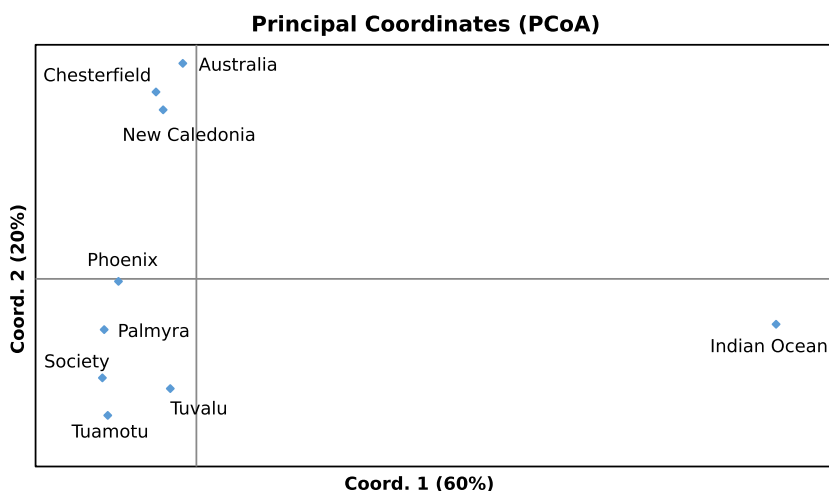 Principal Coordinates (PCoA)
Australia
Chesterfield
New Caledonia
Phoenix
Palmyra
Indian Ocean
Society
Tuvalu
Tuamotu
Coord. 2 (20%)
Coord. 1 (60%)